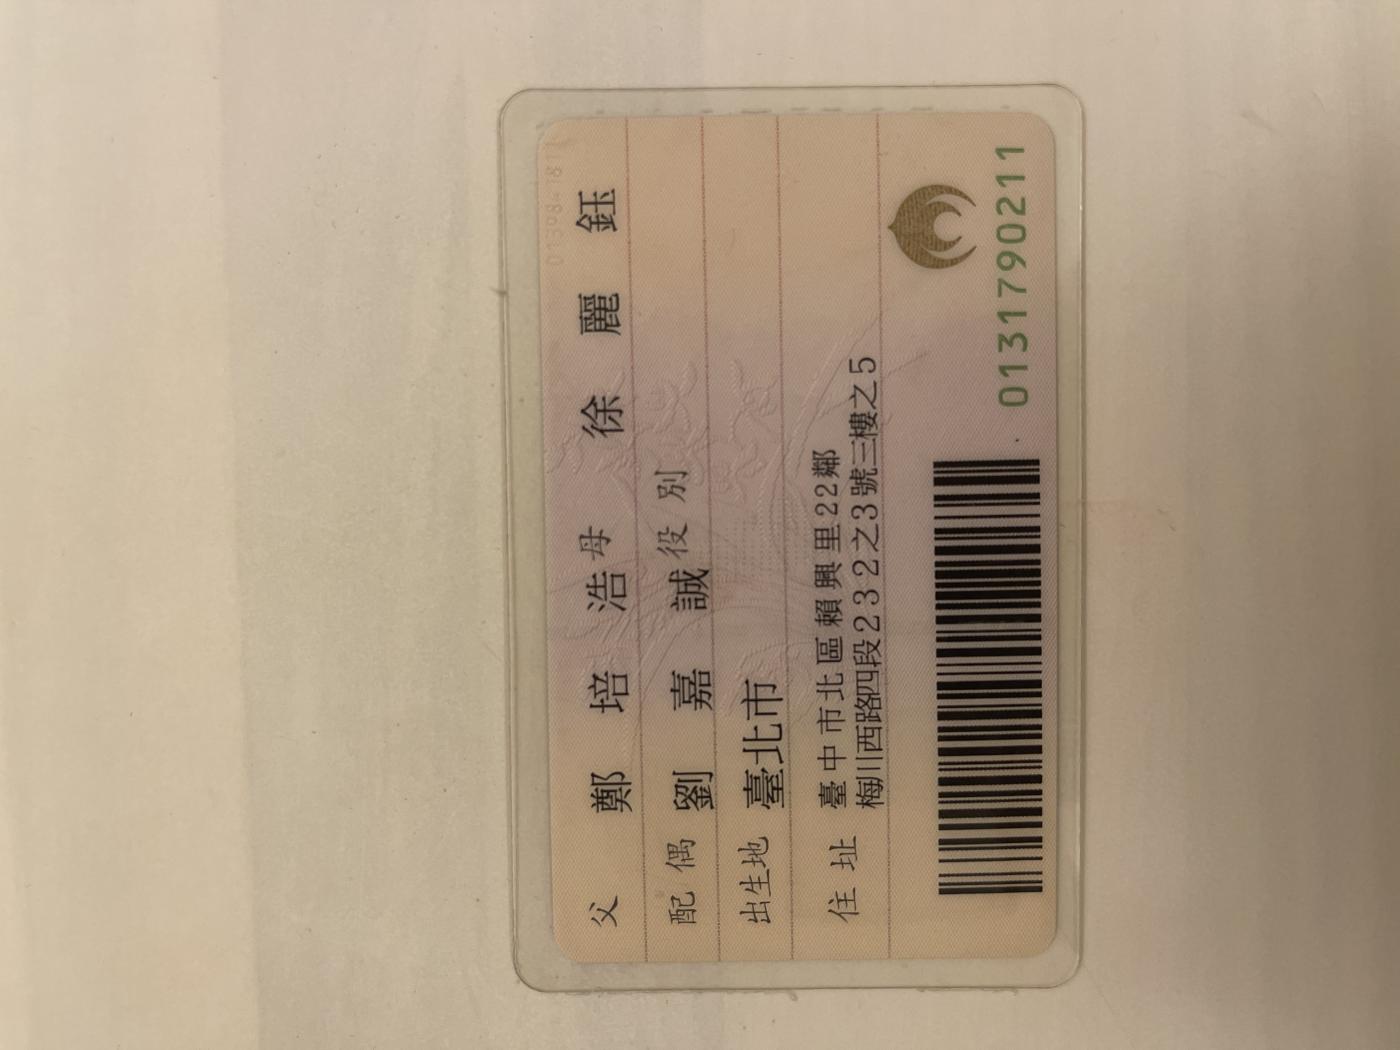 01398-1811
父 鄭培浩 母 徐麗鈺
配偶 劉嘉誠 役別
出生地 臺北市
住址 臺中市北區賴興里22鄰
梅川西路四段232之3號三樓之5
0131790211